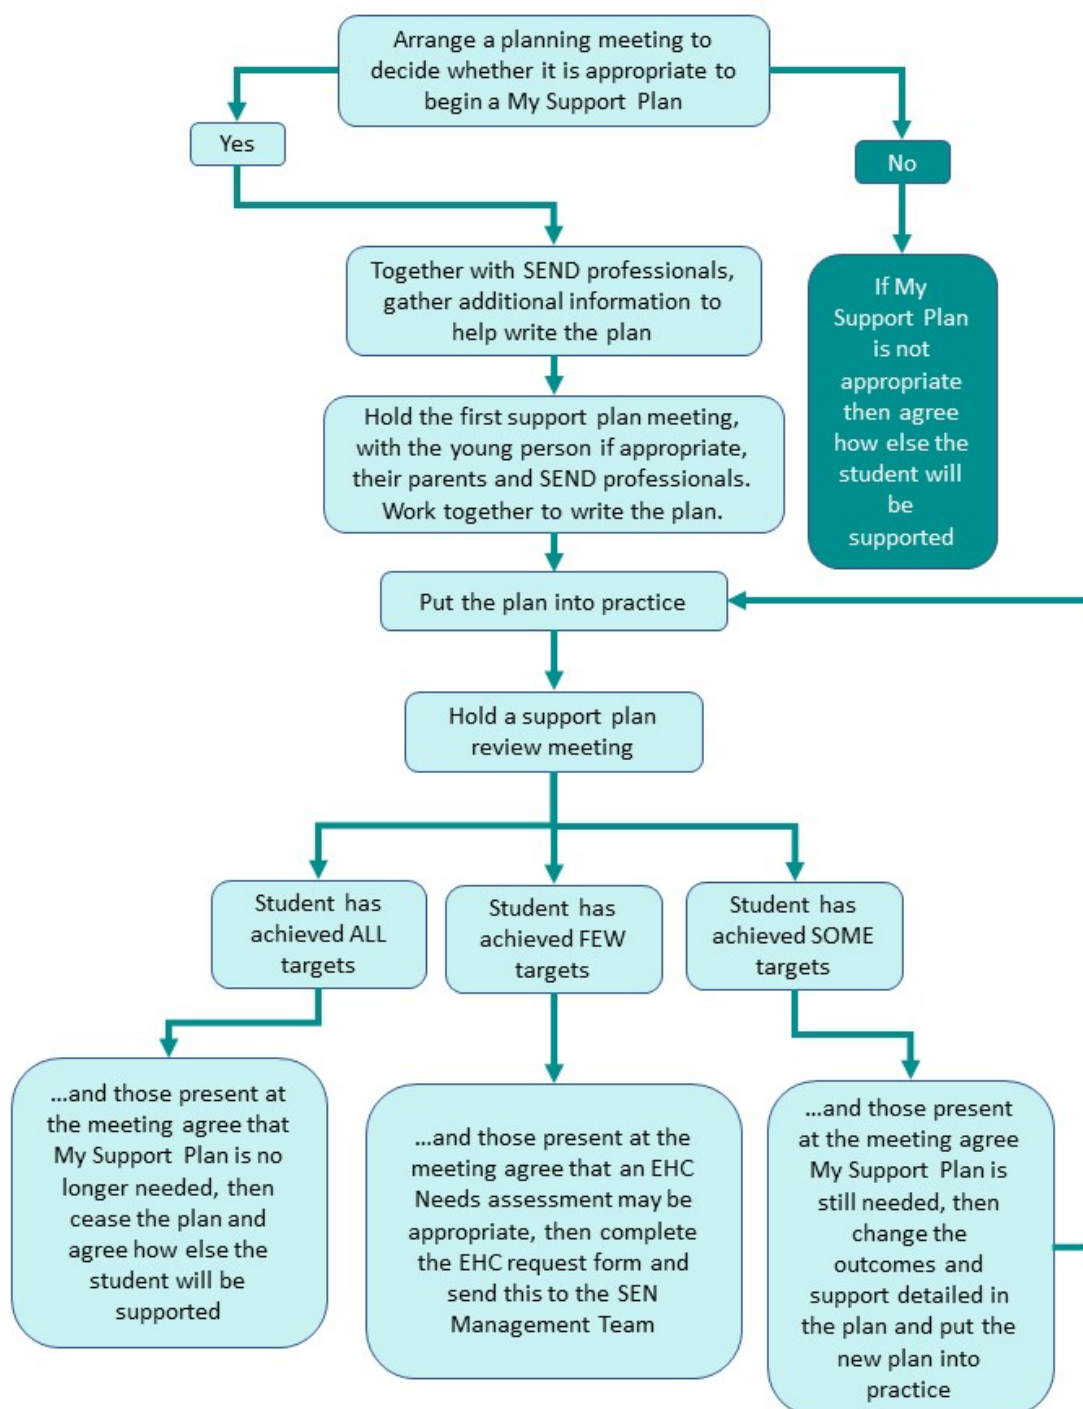 Arrange a planning meeting to
decide whether it is appropriate to
begin a My Support Plan
Yes
No
Together with SEND professionals,
gather additional information to
help write the plan
If My
Support Plan
is not
appropriate
then agree
how else the
student will
be
supported
Hold the first support plan meeting,
with the young person if appropriate,
their parents and SEND professionals.
Work together to write the plan.
Put the plan into practice
Hold a support plan
review meeting
Student has
achieved ALL
targets
Student has
achieved FEW
targets
Student has
achieved SOME
targets
...and those present at
the meeting agree that
My Support Plan is no
longer needed, then
cease the plan and
agree how else the
student will be
supported
...and those present at the
meeting agree that an EHC
Needs assessment may be
appropriate, then complete
the EHC request form and
send this to the SEN
Management Team
...and those present
at the meeting agree
My Support Plan is
still needed, then
change the
outcomes and
support detailed in
the plan and put the
new plan into
practice